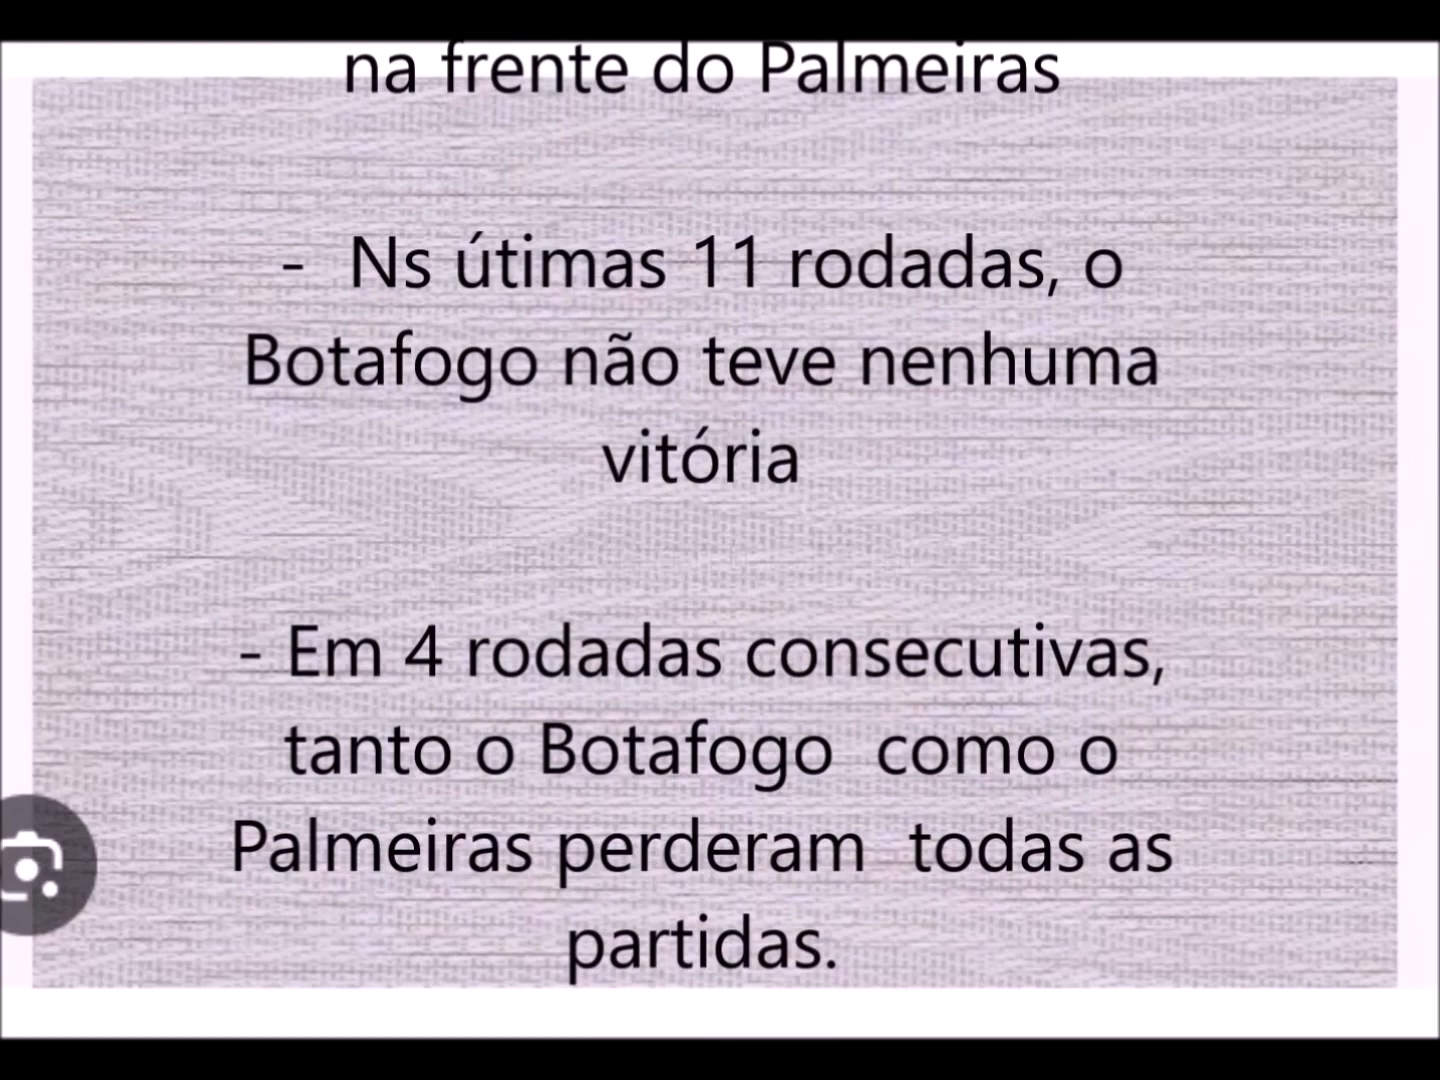 na frente do Palmeiras
- Ns útimas 11 rodadas, o
Botafogo não teve nenhuma
vitória
- Em 4 rodadas consecutivas,
tanto o Botafogo como o
Palmeiras perderam todas as
partidas.